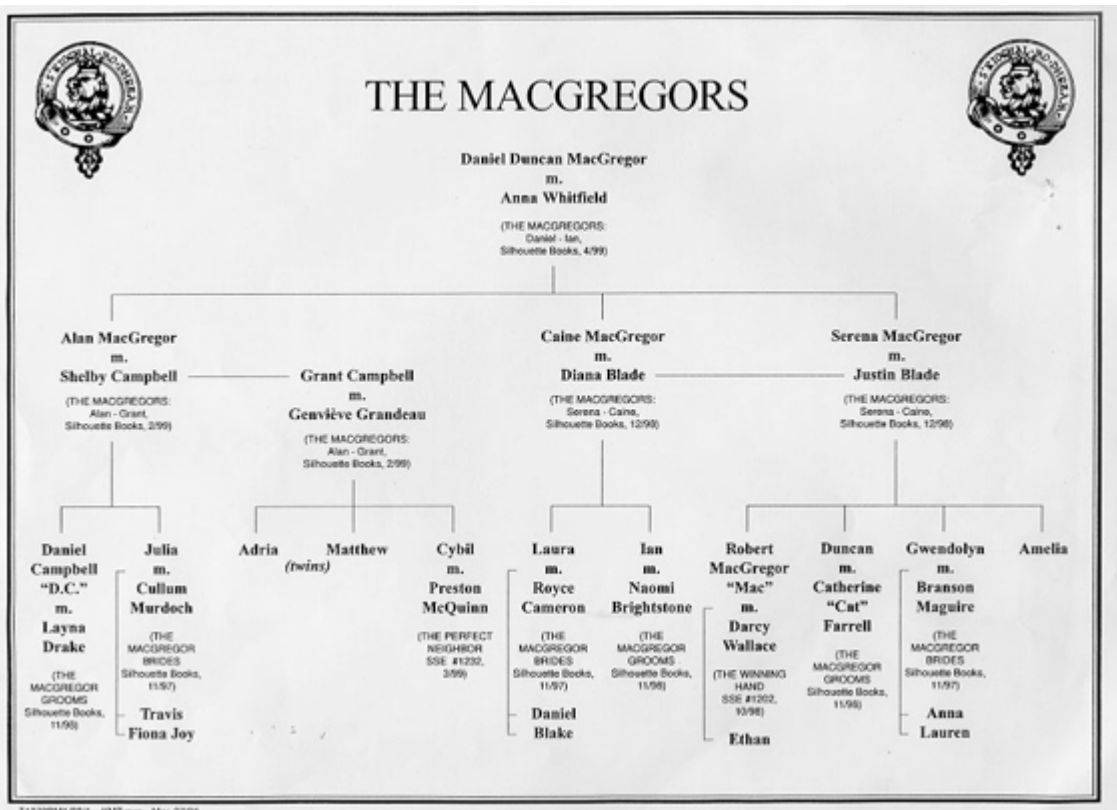 THE MACGREGORS
Daniel Duncan MacGregor
m.
Anna Whitfield
(THE MACGREGORS:
Daniel - Ian,
Silhouette Books, 4/99)
Alan MacGregor
m.
Shelby Campbell
(THE MACGREGORS:
Alan - Grant,
Silhouette Books, 2/99)
Grant Campbell
m.
Genviève Grandeau
(THE MACGREGORS:
Alan - Grant,
Silhouette Books, 2/99)
Caine MacGregor
m.
Diana Blade
(THE MACGREGORS:
Serena - Caine,
Silhouette Books, 12/98)
Serena MacGregor
m.
Justin Blade
(THE MACGREGORS:
Serena - Caine,
Silhouette Books, 12/98)
Daniel
Campbell
"D.C."
m.
Layna
Drake
(THE
MACGREGOR
GROOMS
Silhouette Books,
11/98)
Julia
m.
Cullum
Murdoch
(THE
MACGREGOR
BRIDES
Silhouette Books,
11/97)
Travis
Fiona Joy
Adria
Matthew
(twins)
Cybil
m.
Preston
McQuinn
(THE PERFECT
NEIGHBOR
SSE #1232,
3/99)
Laura
m.
Royce
Cameron
(THE
MACGREGOR
BRIDES
Silhouette Books,
11/97)
Daniel
Blake
Ian
m.
Naomi
Brightstone
(THE
MACGREGOR
GROOMS
Silhouette Books,
11/98)
Robert
MacGregor
"Mac"
m.
Darcy
Wallace
(THE WINNING
HAND
SSE #1202,
10/98)
Ethan
Duncan
m.
Catherine
"Cat"
Farrell
(THE
MACGREGOR
GROOMS
Silhouette Books,
11/98)
Gwendolyn
m.
Branson
Maguire
(THE
MACGREGOR
BRIDES
Silhouette Books,
11/97)
Anna
Lauren
Amelia